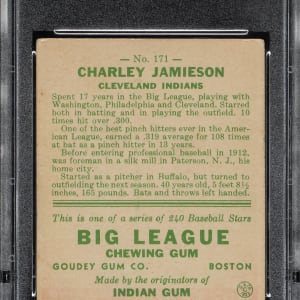 — No. 171 —
CHARLEY JAMIESON
CLEVELAND INDIANS
Spent 17 years in the Big League, playing with
Washington, Philadelphia and Cleveland. Starred
both in batting and in playing the outfield. 10
times hit over .300.
One of the best pinch hitters ever in the Amer-
ican League, earned a .319 average for 108 times
at bat as a pinch hitter in 13 years.
Before entering professional baseball in 1912,
was foreman in a silk mill in Paterson, N. J., his
home city.
Started as a pitcher in Buffalo, but turned to
outfielding the next season. 40 years old, 5 feet 8½
inches, 165 pounds. Bats and throws left handed.
This is one of a series of 240 Baseball Stars
BIG LEAGUE
CHEWING GUM
GOUDEY GUM CO. BOSTON
Made by the originators of
INDIAN GUM